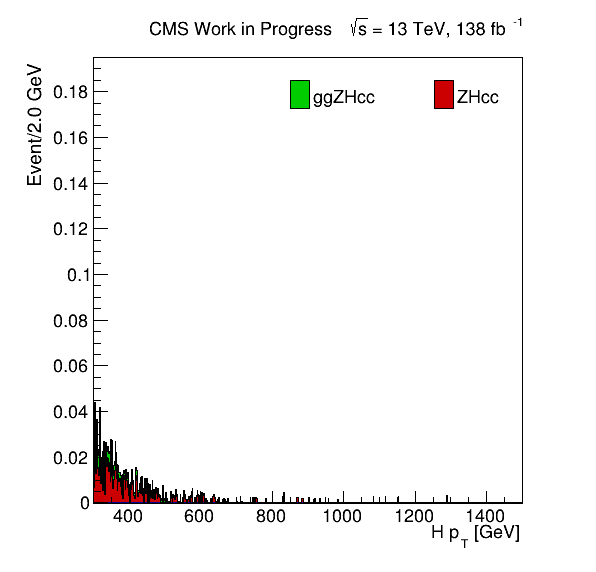 CMS Work in Progress √s = 13 TeV, 138 fb -1
Event/2.0 GeV
0.18
0.16
0.14
0.12
0.1
0.08
0.06
0.04
0.02
0
ggZHcc ZHcc
400 600 800 1000 1200 1400
H pT [GeV]